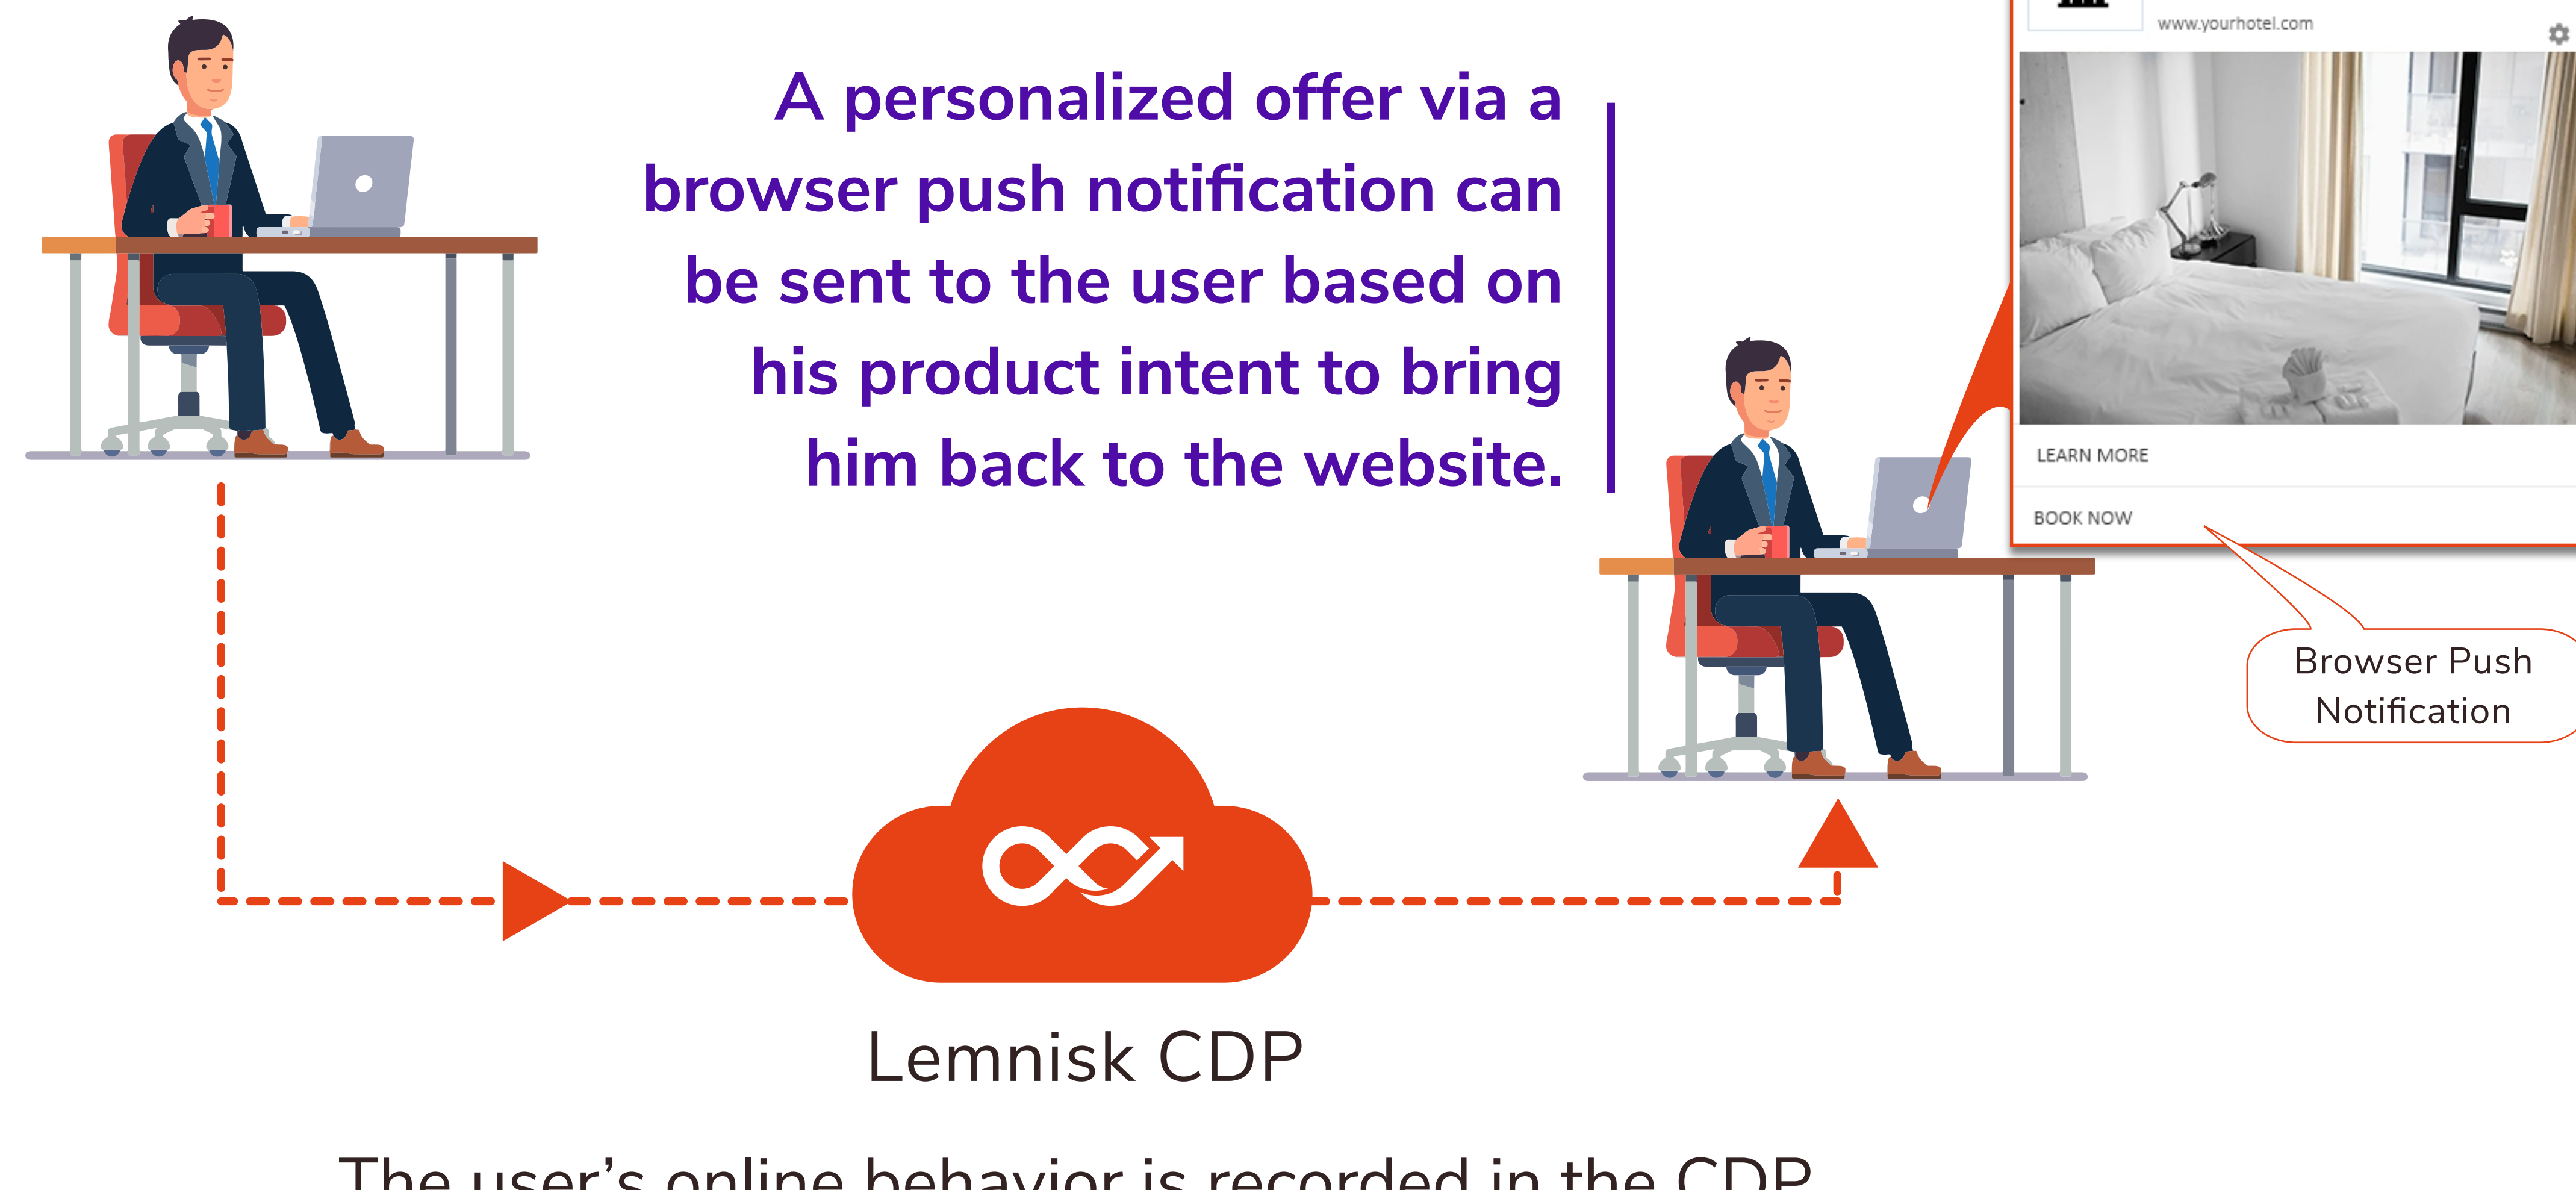 www.yourhotel.com
A personalized offer via a
browser push notification can
be sent to the user based on
his product intent to bring
him back to the website.
LEARN MORE
BOOK NOW
Browser Push
Notification
Lemnisk CDP
The user’s online behavior is recorded in the CDP